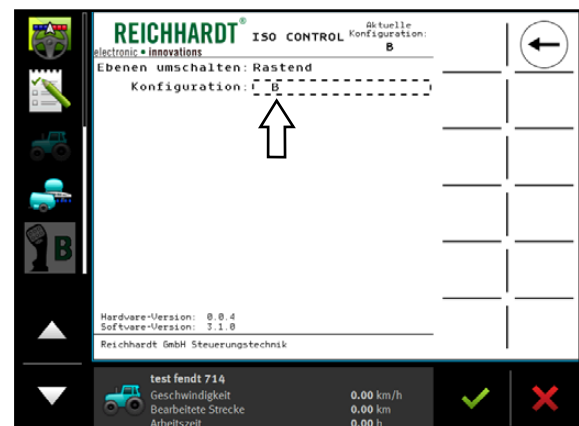 REICHHARDT®
electronic ▪ innovations
ISO CONTROL
Aktuelle
Konfiguration:
B
Ebenen umschalten: Rastend
Konfiguration: B
B
Hardware-Version: 0.0.4
Software-Version: 3.1.0
Reichhardt GmbH Steuerungstechnik
test fendt 714
Geschwindigkeit 0.00 km/h
Bearbeitete Strecke 0.00 km
Arbeitszeit 0.00 h